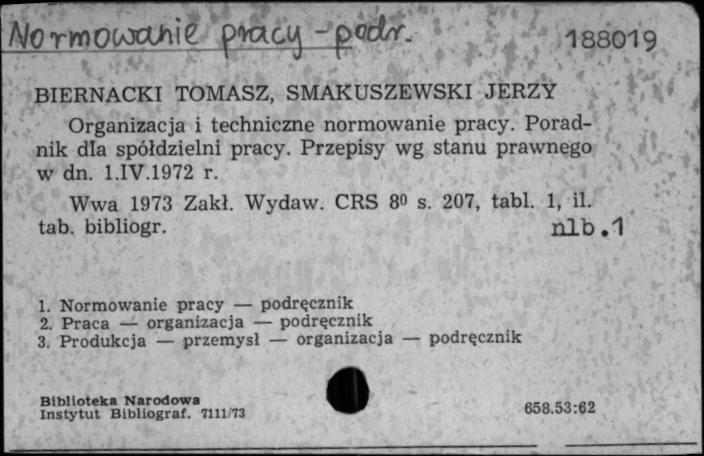 Normowanie pracy - podr.
188019
BIERNACKI TOMASZ, SMAKUSZEWSKI JERZY
Organizacja i techniczne normowanie pracy. Porad-
nik dla spółdzielni pracy. Przepisy wg stanu prawnego
w dn. 1.IV.1972 r.
Wwa 1973 Zakł. Wydaw. CRS 8⁰ s. 207, tabl. 1, il.
tab. bibliogr.
nlb.1
1. Normowanie pracy — podręcznik
2. Praca — organizacja — podręcznik
3. Produkcja — przemysł — organizacja — podręcznik
Biblioteka Narodowa
Instytut Bibliograf. 7111/73
658.53:62